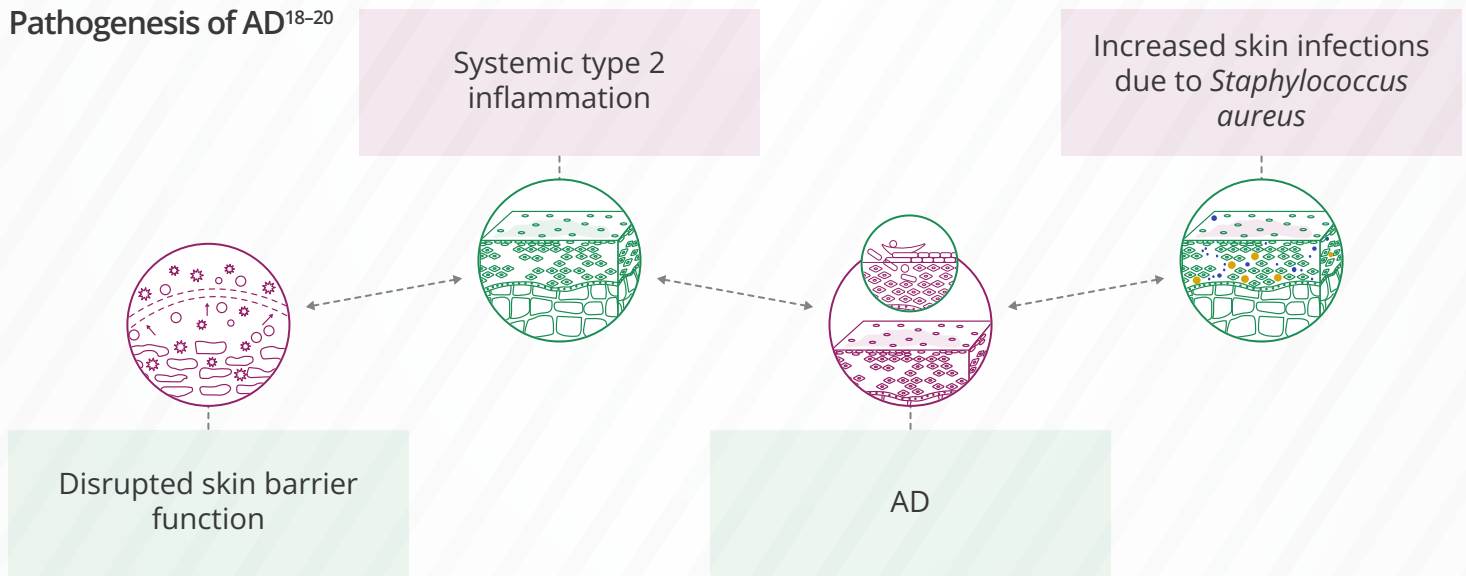 Pathogenesis of AD18–20
Systemic type 2
inflammation
Increased skin infections
due to Staphylococcus
aureus
Disrupted skin barrier
function
AD